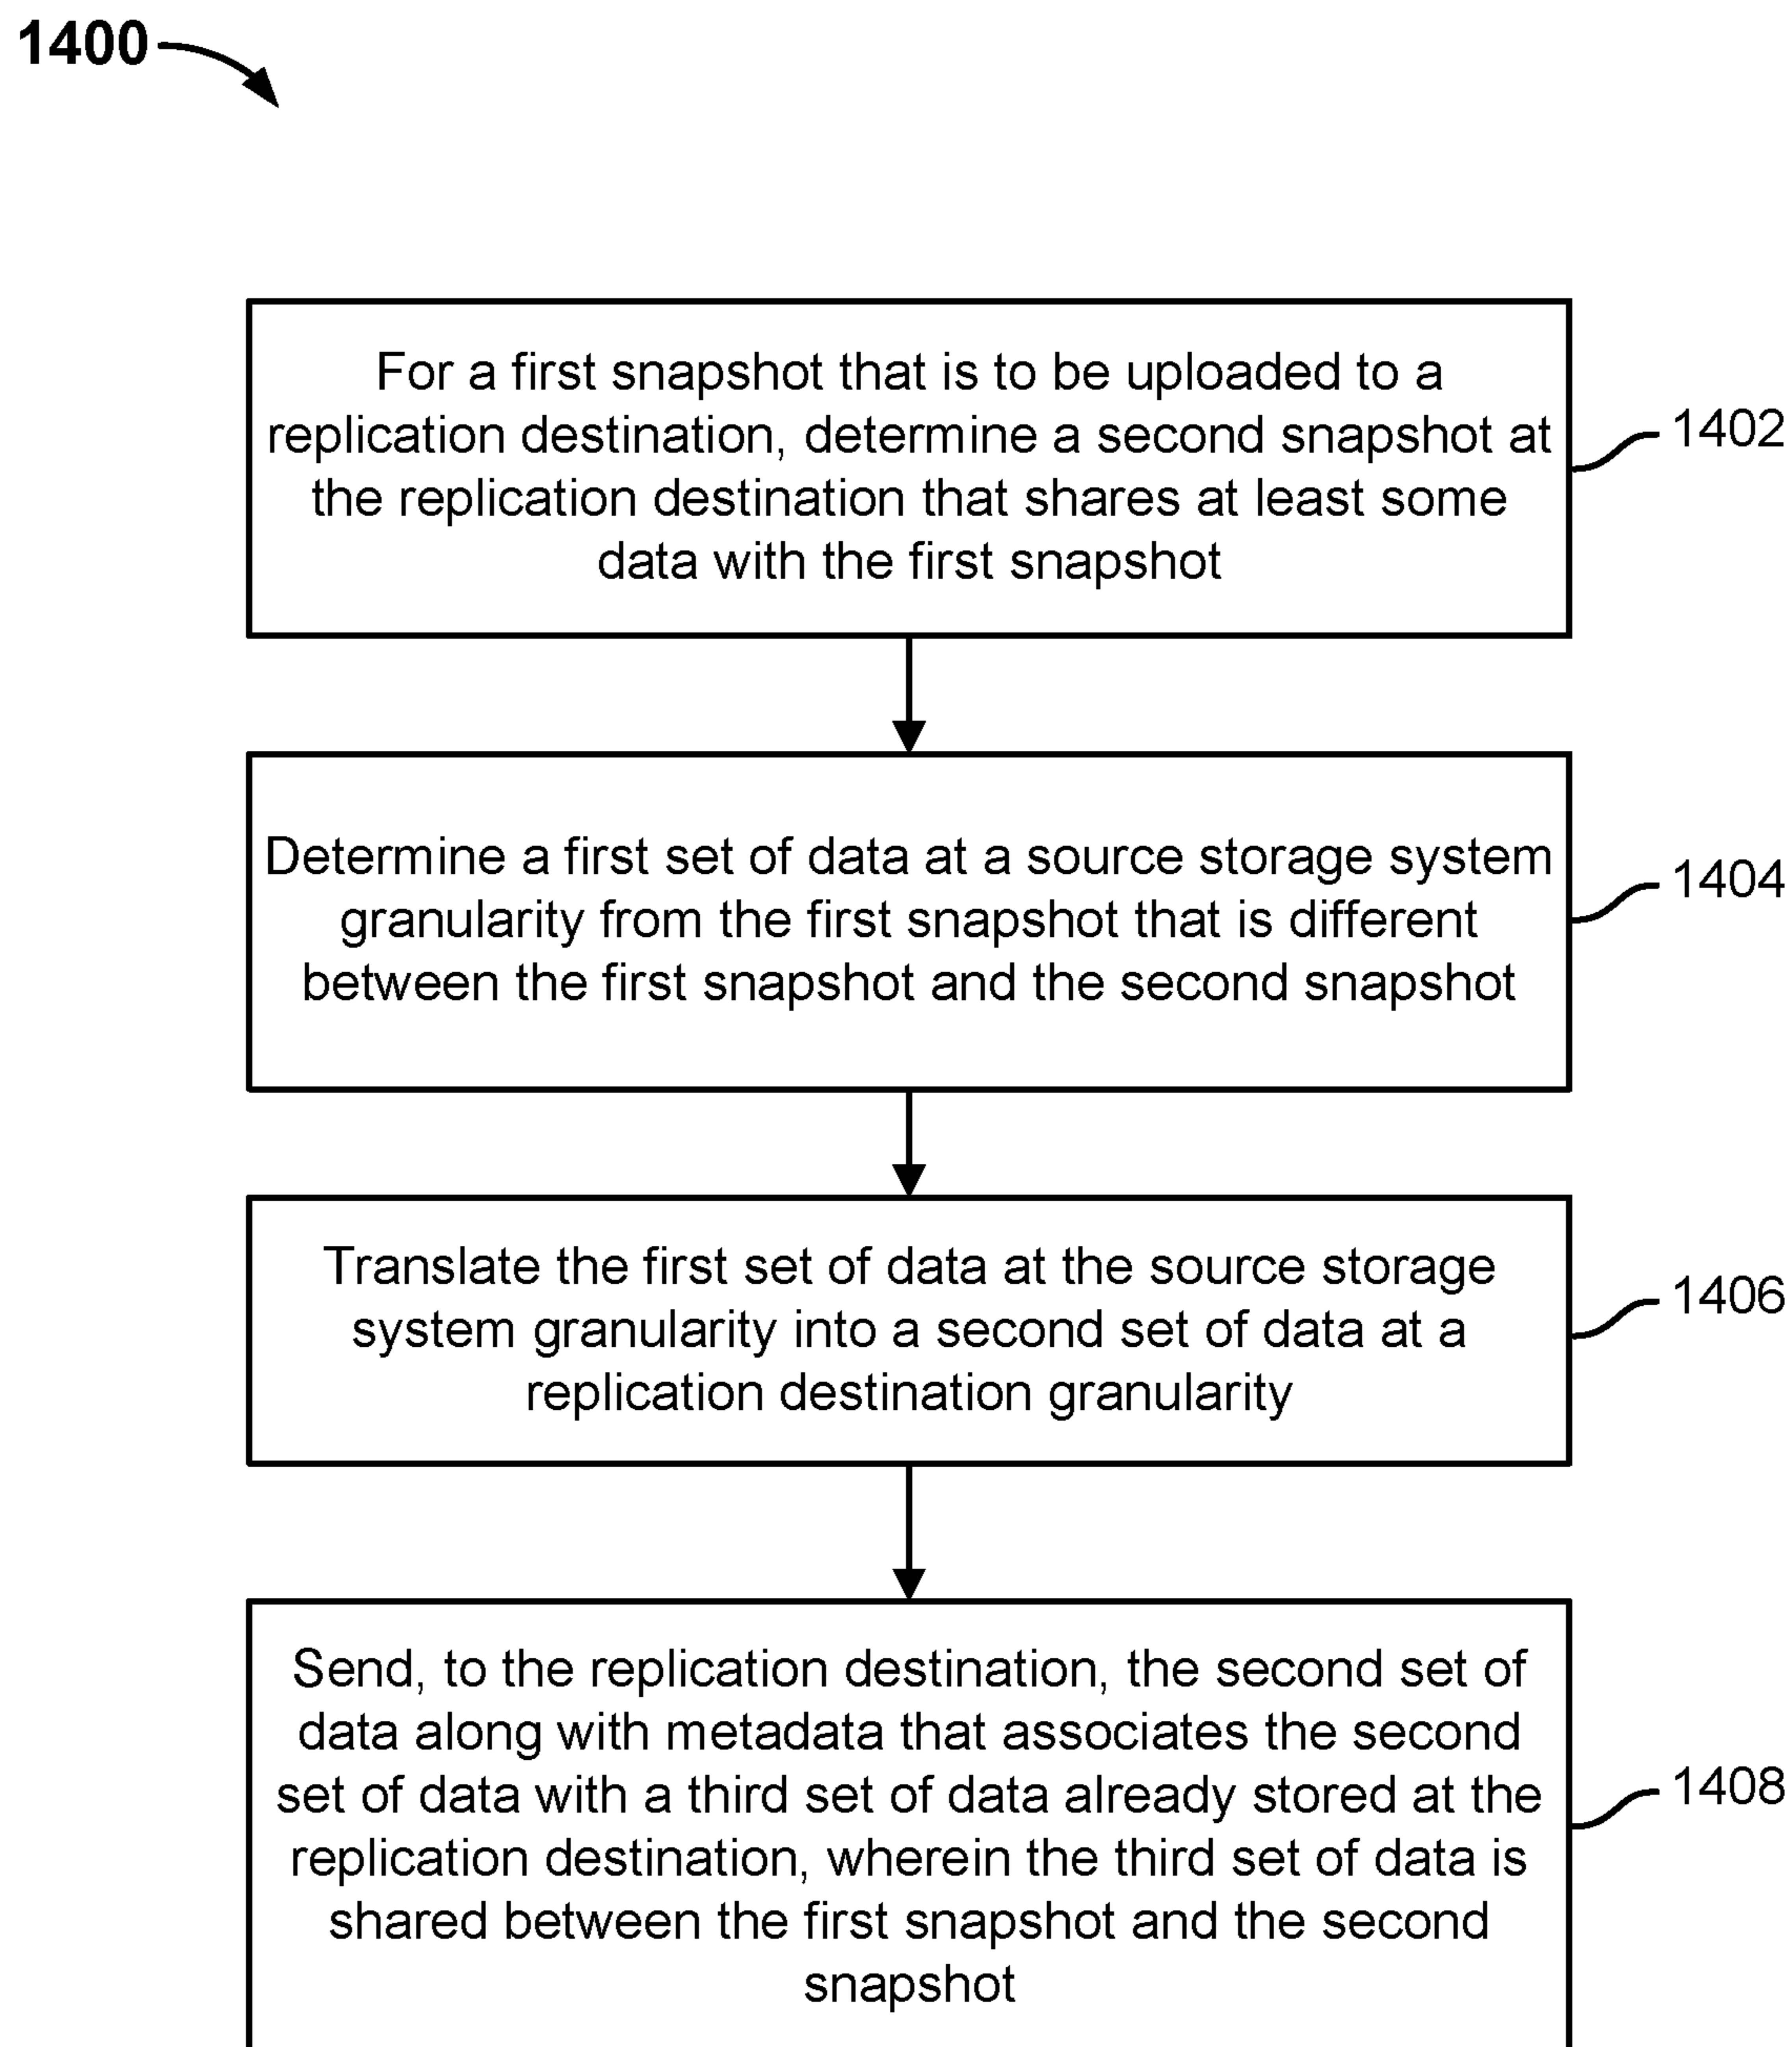 1400
For a first snapshot that is to be uploaded to a
replication destination, determine a second snapshot at
the replication destination that shares at least some
data with the first snapshot
1402
Determine a first set of data at a source storage system
granularity from the first snapshot that is different
between the first snapshot and the second snapshot
1404
Translate the first set of data at the source storage
system granularity into a second set of data at a
replication destination granularity
1406
Send, to the replication destination, the second set of
data along with metadata that associates the second
set of data with a third set of data already stored at the
replication destination, wherein the third set of data is
shared between the first snapshot and the second
snapshot
1408